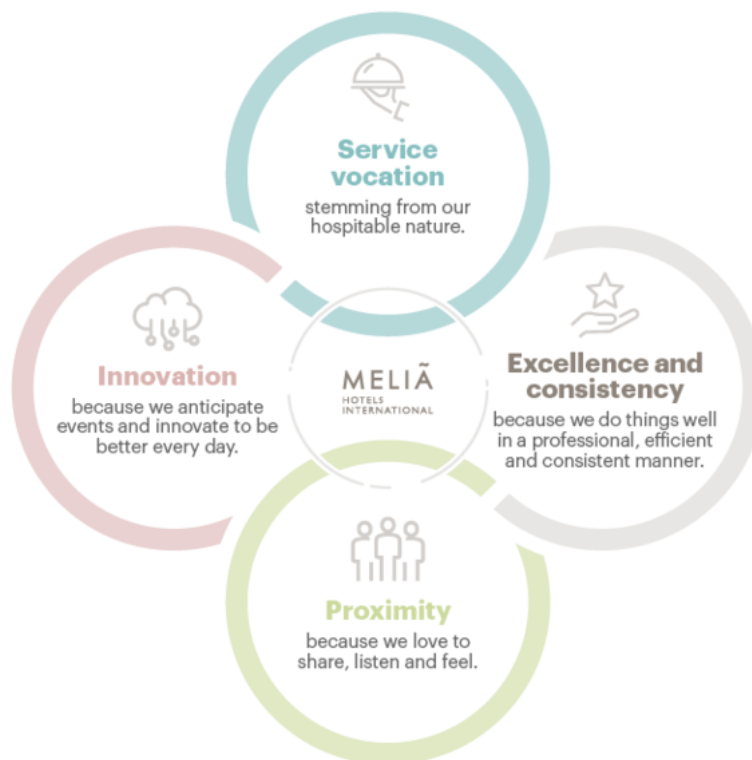 Service
vocation
stemming from our
hospitable nature.
Innovation
because we anticipate
events and innovate to be
better every day.
MELIÃ
HOTELS
INTERNATIONAL
Excellence and
consistency
because we do things well
in a professional, efficient
and consistent manner.
Proximity
because we love to
share, listen and feel.